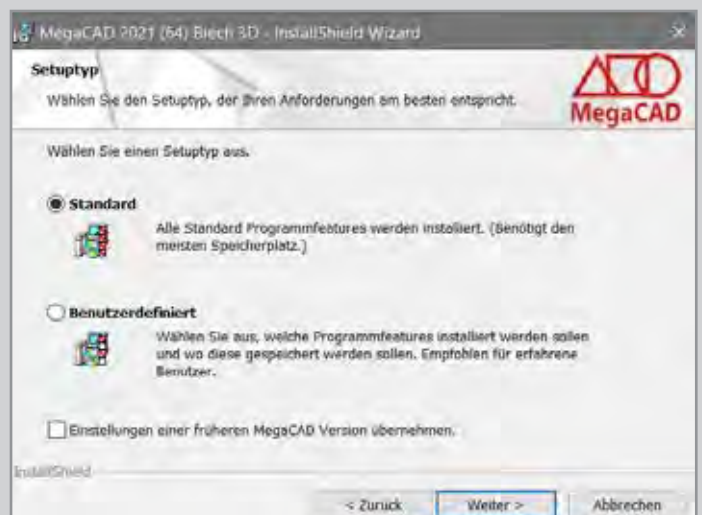 MegaCAD 2021 (64) Blech 3D - InstallShield Wizard
Setuptyp
Wählen Sie den Setuptyp, der Ihren Anforderungen am besten entspricht.
MegaCAD
Wählen Sie einen Setuptyp aus.
Standard
Alle Standard Programmfeatures werden installiert. (Benötigt den
meisten Speicherplatz.)
Benutzerdefiniert
Wählen Sie aus, welche Programmfeatures installiert werden sollen
und wo diese gespeichert werden sollen. Empfohlen für erfahrene
Benutzer.
Einstellungen einer früheren MegaCAD Version übernehmen.
InstallShield
< Zurück
Weiter >
Abbrechen